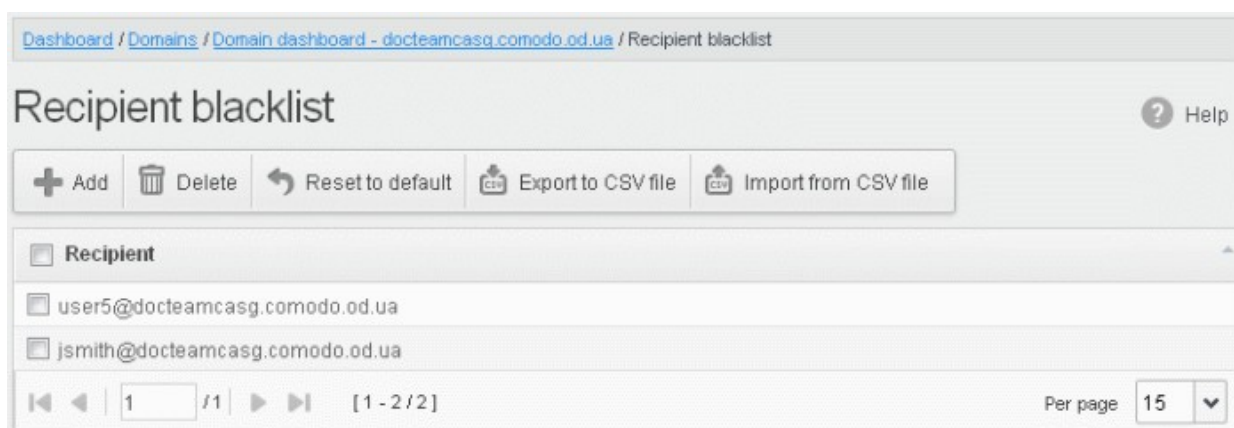 Dashboard / Domains / Domain dashboard - docteamcasg.comodo.od.ua / Recipient blacklist
Recipient blacklist
? Help
Add Delete Reset to default CSV Export to CSV file CSV Import from CSV file
Recipient
user5@docteamcasg.comodo.od.ua
jsmith@docteamcasg.comodo.od.ua
1 /1 [1 - 2 / 2] Per page 15